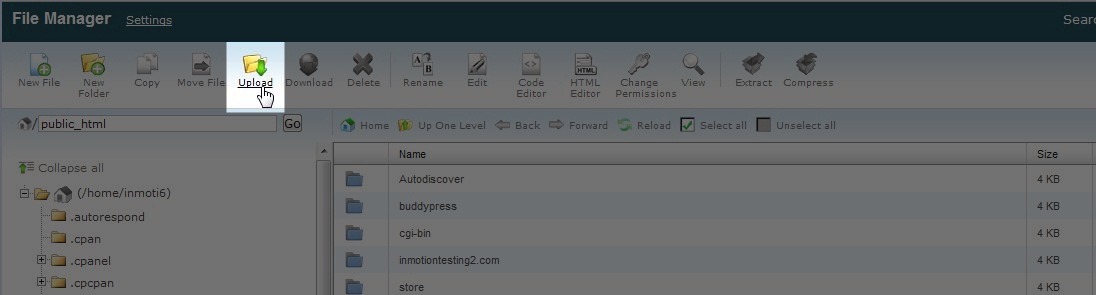 File Manager Settings Sear
New File New Folder Copy Move File Upload Download Delete Rename Edit Code Editor HTML Editor Change Permissions View Extract Compress
/ public_html Go Home Up One Level Back Forward Reload Select all Unselect all
Collapse all
(/home/inmoti6)
.autorespond
.cpan
.cpanel
.cpcpan
Name Size
Autodiscover 4 KB
buddypress 4 KB
cgi-bin 4 KB
inmotiontesting2.com 4 KB
store 4 KB